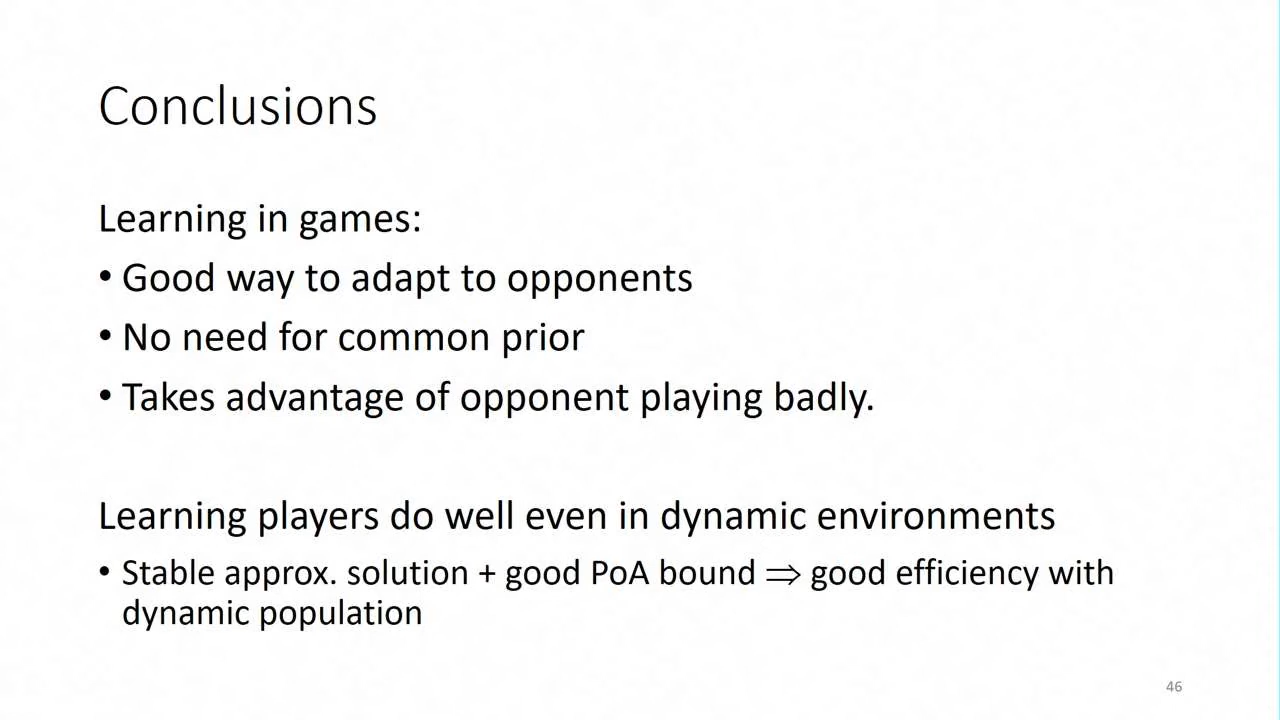 Conclusions
Learning in games:
• Good way to adapt to opponents
• No need for common prior
• Takes advantage of opponent playing badly.
Learning players do well even in dynamic environments
• Stable approx. solution + good PoA bound ⇒ good efficiency with
dynamic population
46